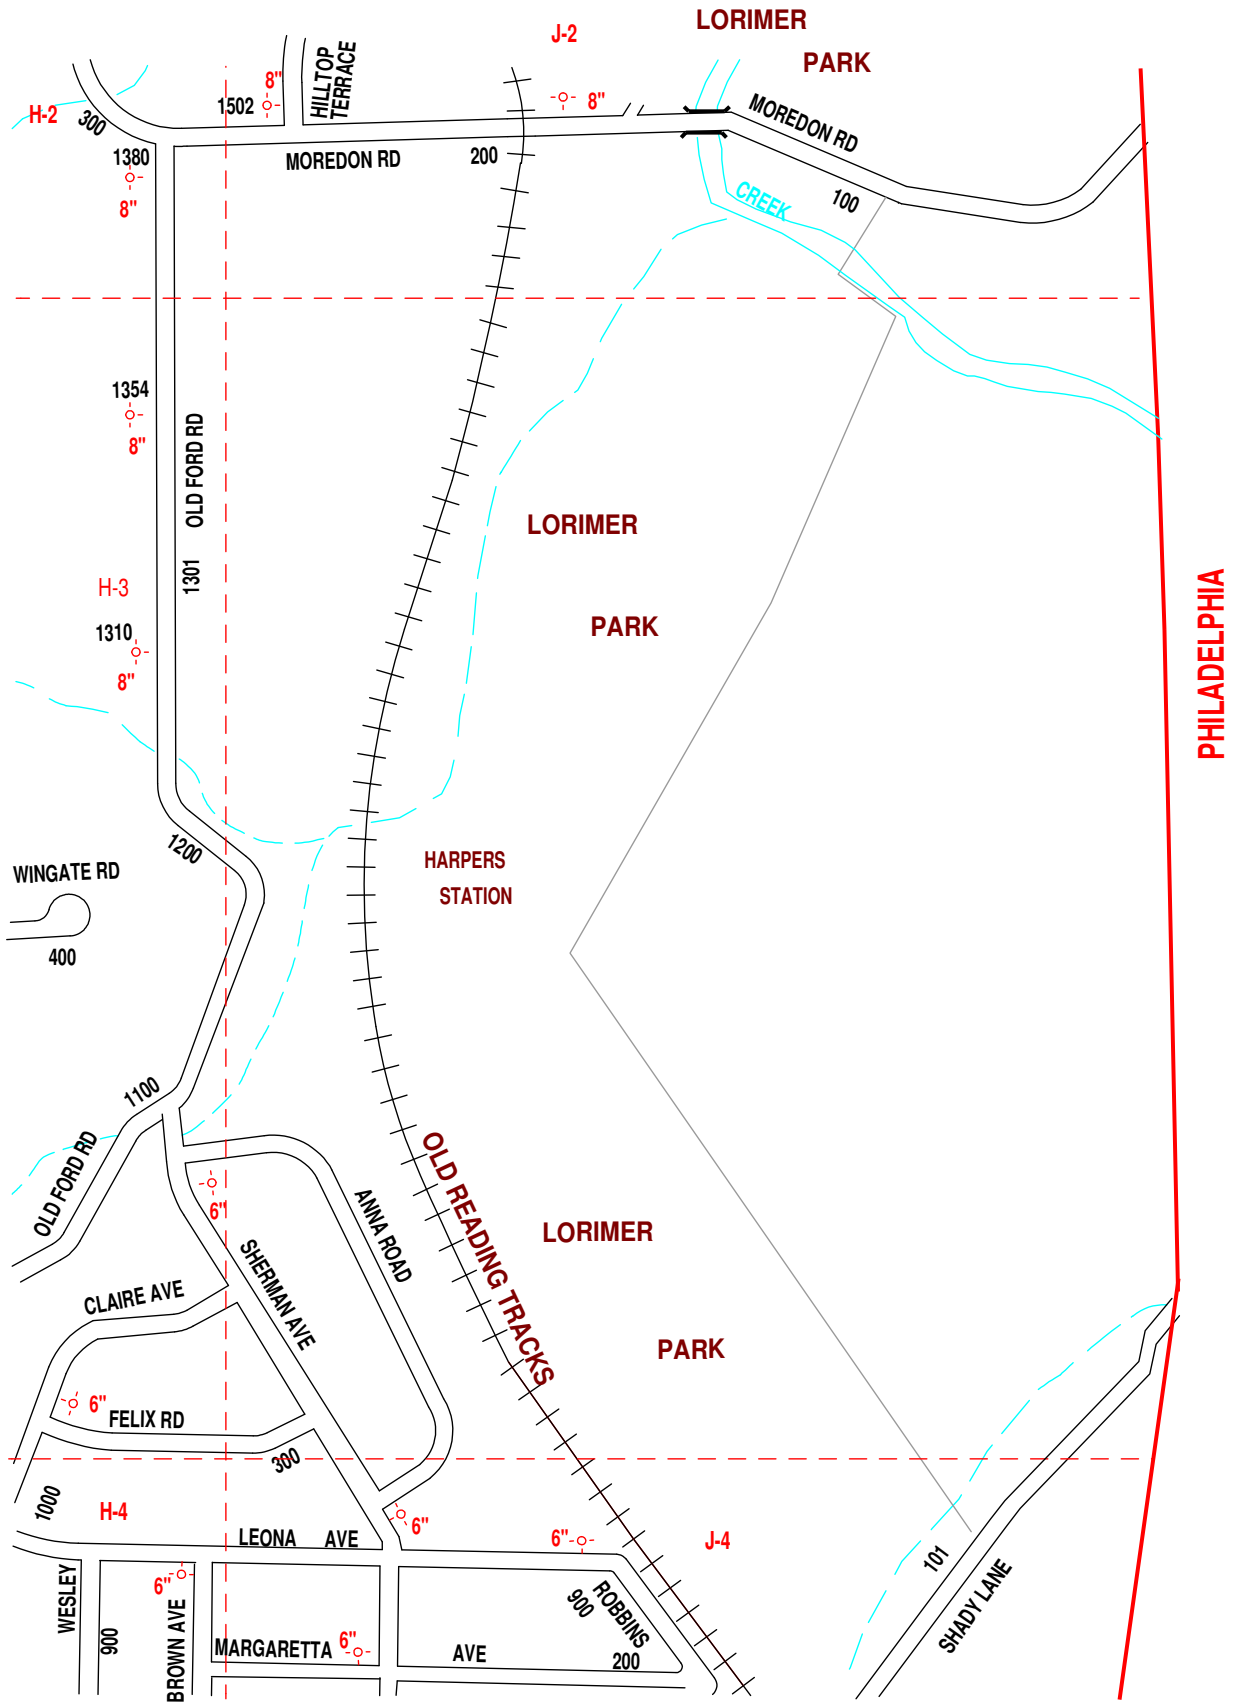 LORIMER
PARK
J-2
HILLTOP
TERRACE
8"
1502
8"
H-2
300
MOREDON RD
1380
MOREDON RD
200
8"
CREEK
100
1354
8"
OLD FORD RD
LORIMER
1301
H-3
PARK
PHILADELPHIA
1310
8"
1200
HARPERS
STATION
WINGATE RD
400
1100
OLD FORD RD
6"
ANNA ROAD
OLD READING TRACKS
LORIMER
SHERMAN AVE
CLAIRE AVE
PARK
6"
FELIX RD
300
1000
H-4
6"
LEONA AVE
6"
J-4
101
WESLEY
6"
BROWN AVE
900
ROBBINS
900
SHADY LANE
MARGARETTA
6"
AVE
200